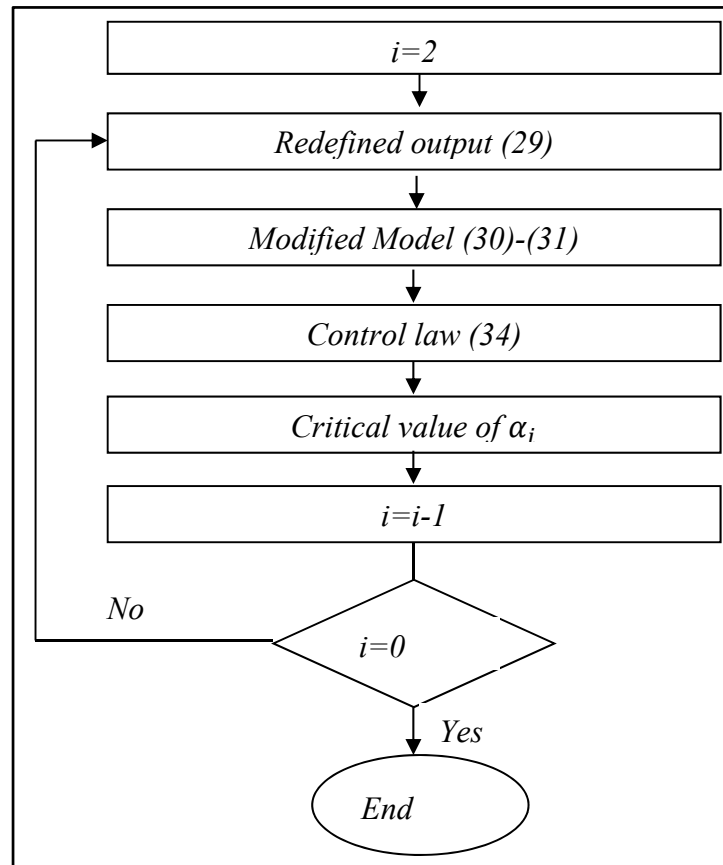 i=2
Redefined output (29)
Modified Model (30)-(31)
Control law (34)
Critical value of αᵢ
i=i-1
No
i=0
Yes
End